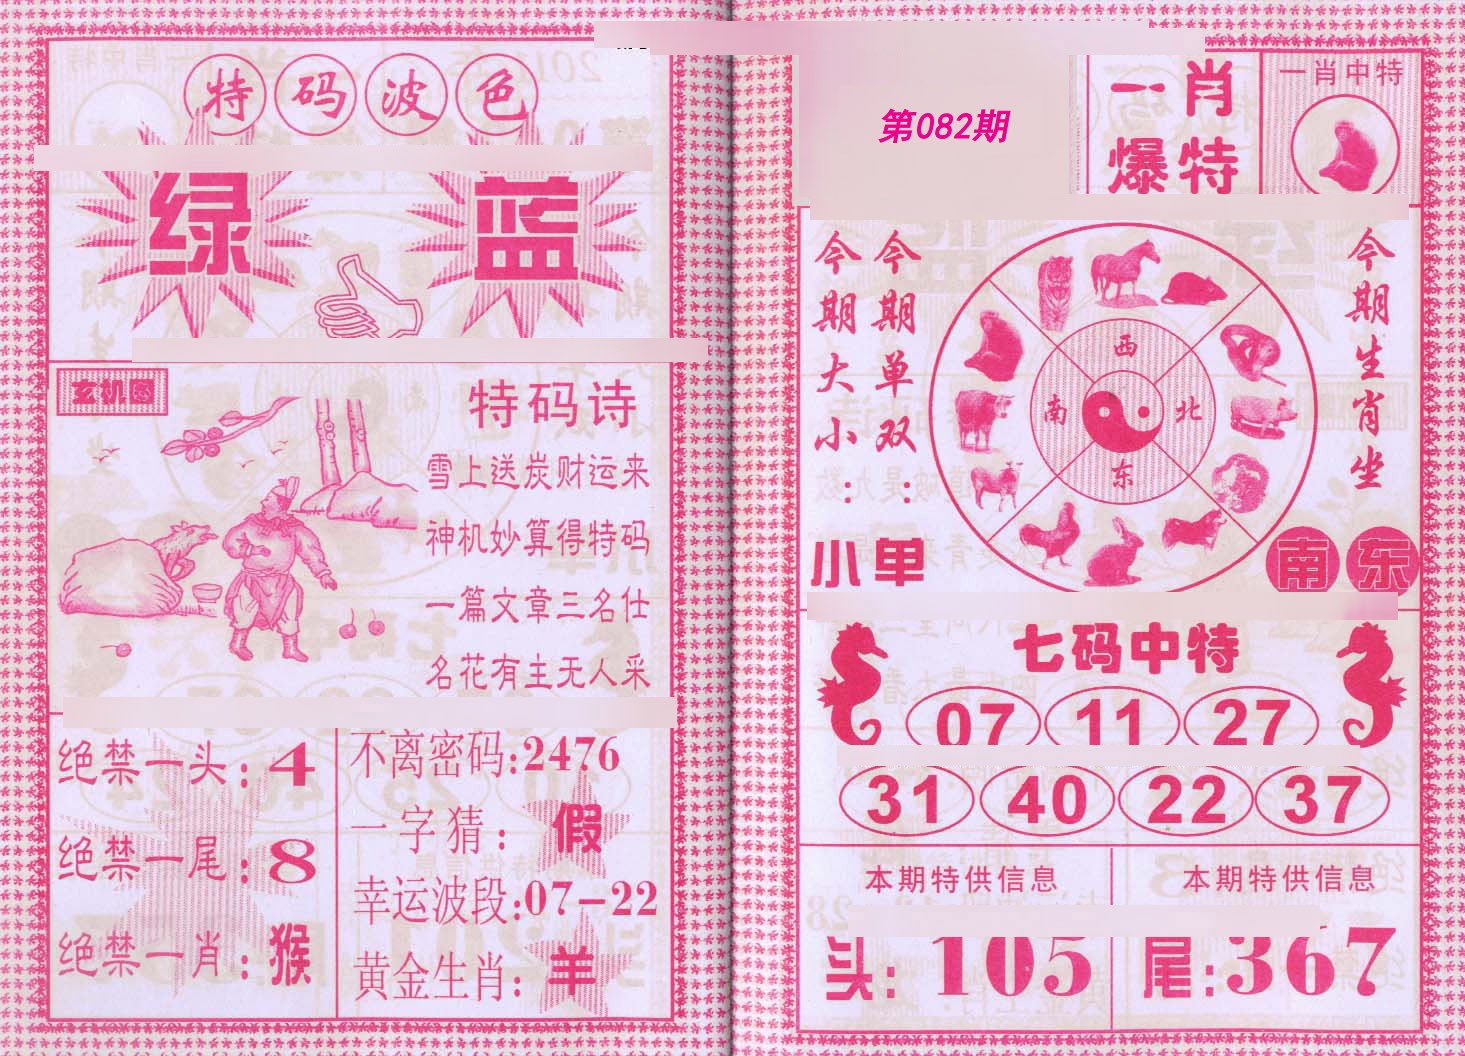 特码波色
绿 蓝
玄机图
特码诗
雪上送炭财运来
神机妙算得特码
一篇文章三名仕
名花有主无人采
绝禁一头:4
绝禁一尾:8
绝禁一肖:猴
不离密码:2476
一字猜:假
幸运波段:07-22
黄金生肖:羊
第082期
一肖
爆特
一肖中特
今期大小:小
今期单双:单
西
南 北
东
今期生肖坐
南 东
七码中特
07 11 27
31 40 22 37
本期特供信息
头:105
本期特供信息
尾:367